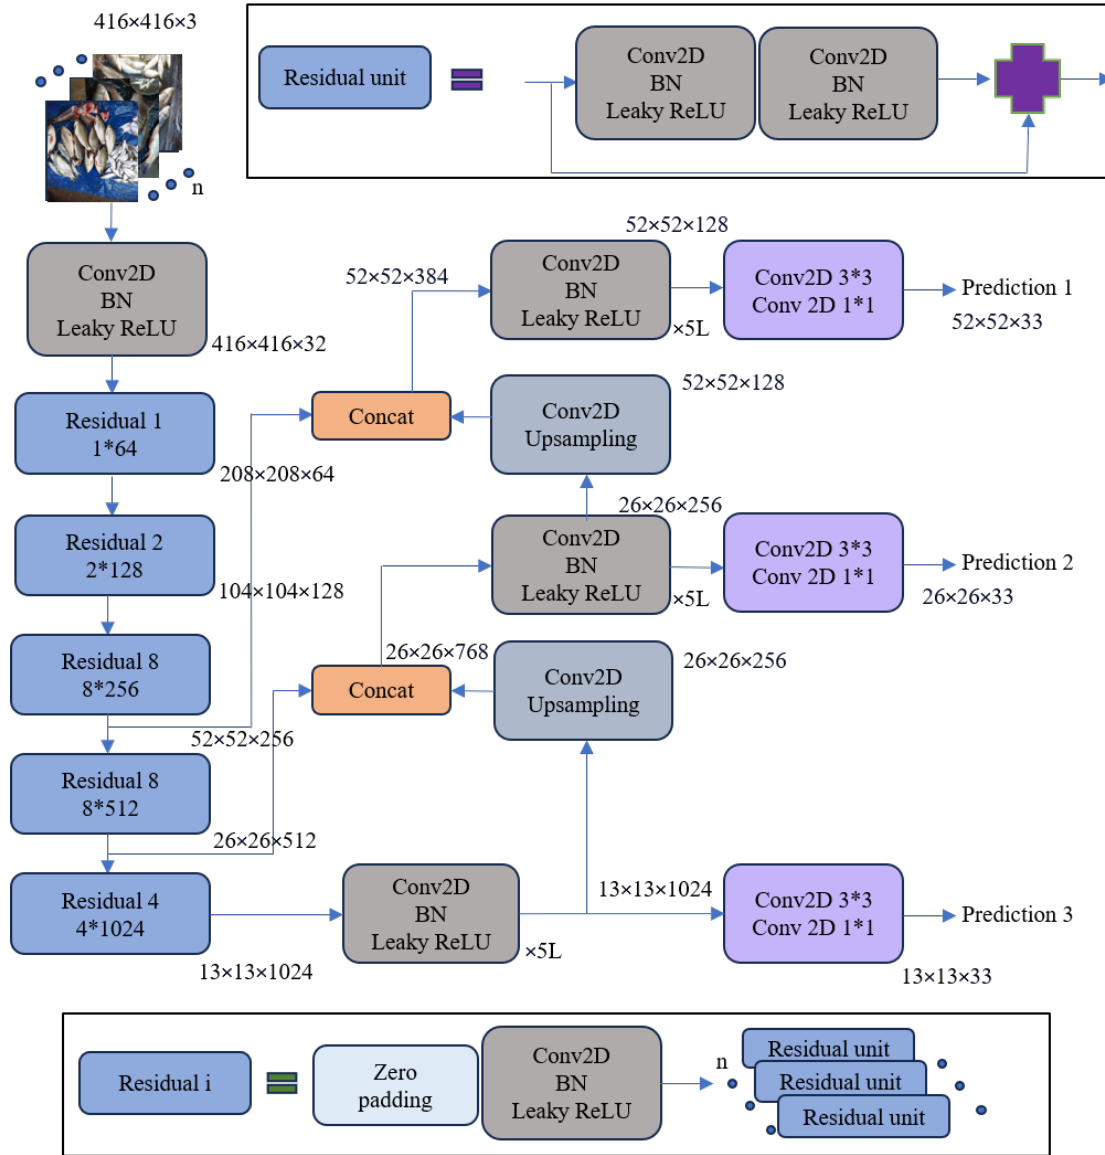 416×416×3
n
Residual unit
Conv2D
BN
Leaky ReLU
Conv2D
BN
Leaky ReLU
Conv2D
BN
Leaky ReLU
416×416×32
Residual 1
1*64
208×208×64
Residual 2
2*128
104×104×128
Residual 8
8*256
52×52×256
Residual 8
8*512
26×26×512
Residual 4
4*1024
13×13×1024
52×52×384
Concat
Conv2D
BN
Leaky ReLU
×5L
52×52×128
Conv2D 3*3
Conv 2D 1*1
Prediction 1
52×52×33
Conv2D
Upsampling
52×52×128
26×26×768
Concat
Conv2D
BN
Leaky ReLU
×5L
26×26×256
Conv2D 3*3
Conv 2D 1*1
Prediction 2
26×26×33
Conv2D
Upsampling
26×26×256
Conv2D
BN
Leaky ReLU
×5L
13×13×1024
Conv2D 3*3
Conv 2D 1*1
Prediction 3
13×13×33
Residual i
Zero
padding
Conv2D
BN
Leaky ReLU
n
Residual unit
Residual unit
Residual unit